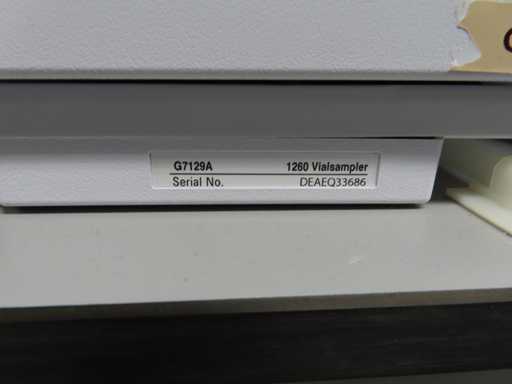 G7129A 1260 Vialsampler
Serial No. DEAEQ33686